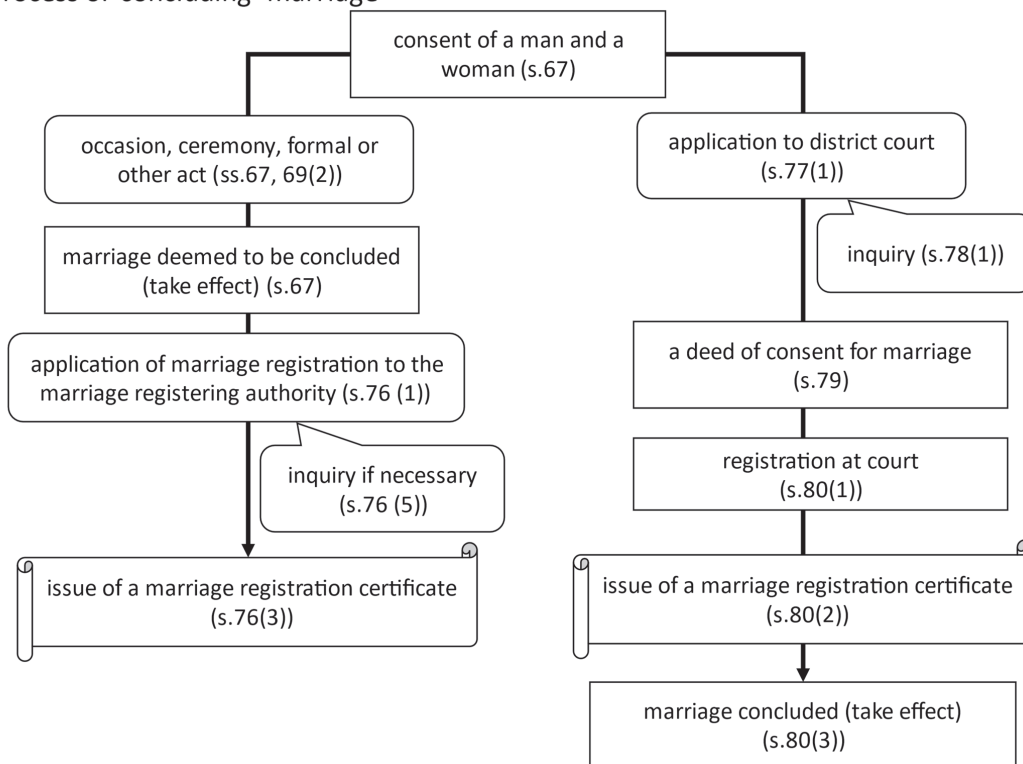 process of concluding marriage
consent of a man and a
woman (s.67)
occasion, ceremony, formal or
other act (ss.67, 69(2))
marriage deemed to be concluded
(take effect) (s.67)
application of marriage registration to the
marriage registering authority (s.76 (1))
inquiry if necessary
(s.76 (5))
issue of a marriage registration certificate
(s.76(3))
application to district court
(s.77(1))
inquiry (s.78(1))
a deed of consent for marriage
(s.79)
registration at court
(s.80(1))
issue of a marriage registration certificate
(s.80(2))
marriage concluded (take effect)
(s.80(3))